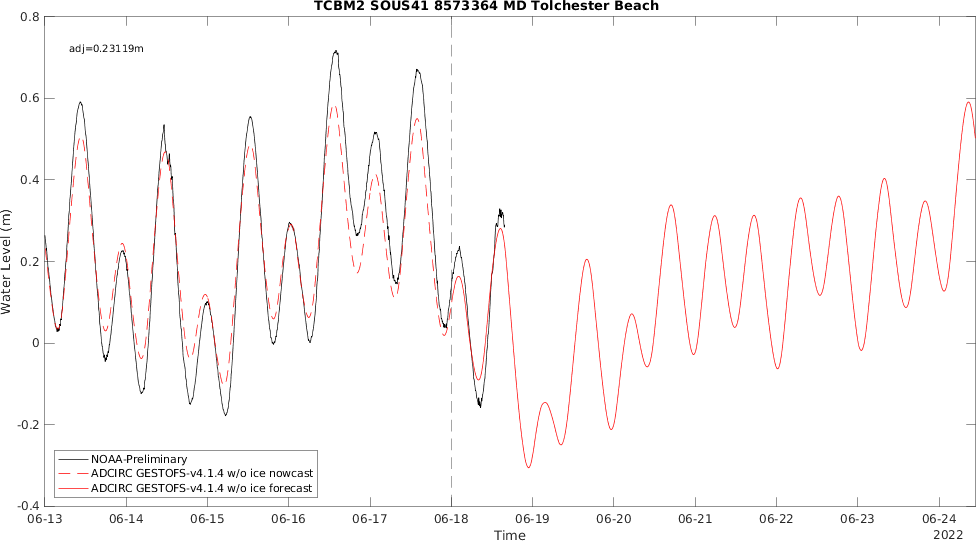 TCBM2 SOUS41 8573364 MD Tolchester Beach
adj=0.23119m
0.8
0.6
0.4
0.2
0
-0.2
-0.4
Water Level (m)
NOAA-Preliminary
ADCIRC GESTOFS-v4.1.4 w/o ice nowcast
ADCIRC GESTOFS-v4.1.4 w/o ice forecast
06-13 06-14 06-15 06-16 06-17 06-18 06-19 06-20 06-21 06-22 06-23 06-24
Time
2022